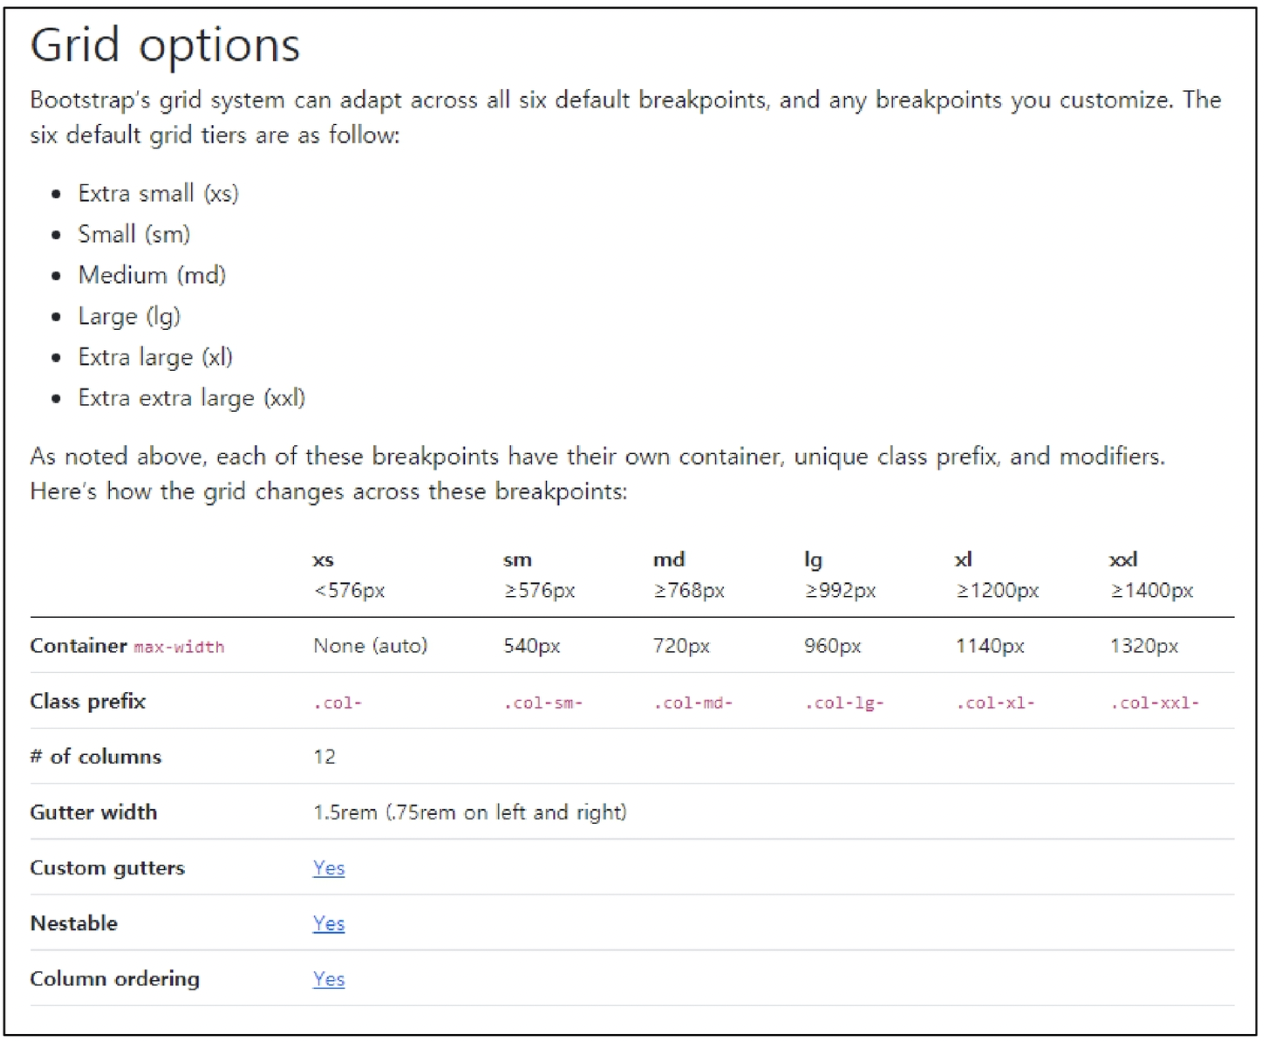 Grid options
Bootstrap's grid system can adapt across all six default breakpoints, and any breakpoints you customize. The
six default grid tiers are as follow:
• Extra small (xs)
• Small (sm)
• Medium (md)
• Large (lg)
• Extra large (xl)
• Extra extra large (xxl)
As noted above, each of these breakpoints have their own container, unique class prefix, and modifiers.
Here's how the grid changes across these breakpoints:
xs sm md lg xl xxl
<576px ≥576px ≥768px ≥992px ≥1200px ≥1400px
Container max-width None (auto) 540px 720px 960px 1140px 1320px
Class prefix .col- .col-sm- .col-md- .col-lg- .col-xl- .col-xxl-
# of columns 12
Gutter width 1.5rem (.75rem on left and right)
Custom gutters Yes
Nestable Yes
Column ordering Yes